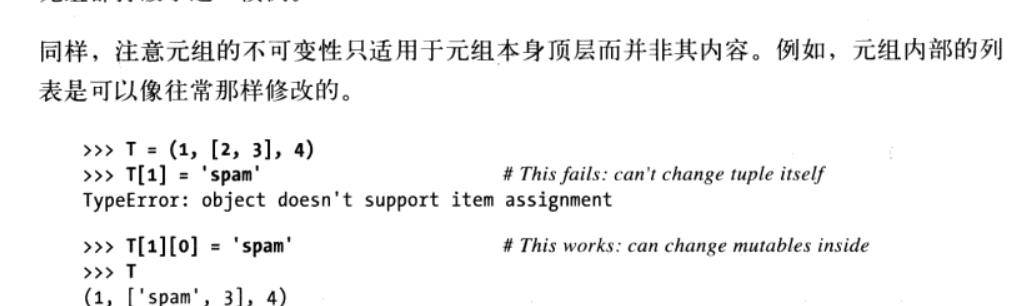 同样，注意元组的不可变性只适用于元组本身顶层而并非其内容。例如，元组内部的列
表是可以像往常那样修改的。
>>> T = (1, [2, 3], 4)
>>> T[1] = 'spam' # This fails: can't change tuple itself
TypeError: object doesn't support item assignment
>>> T[1][0] = 'spam' # This works: can change mutables inside
>>> T
(1, ['spam', 3], 4)